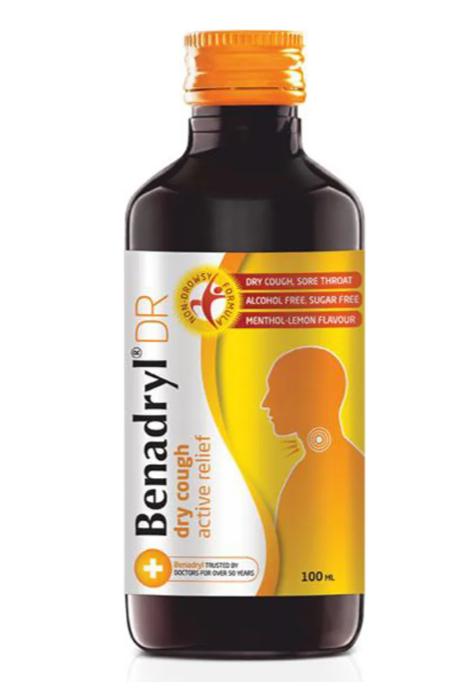 NON-DROWSY FORMULA
DRY COUGH, SORE THROAT
ALCOHOL FREE, SUGAR FREE
MENTHOL-LEMON FLAVOUR
Benadryl® DR
dry cough
active relief
Benadryl TRUSTED BY
DOCTORS FOR OVER 50 YEARS
100 ML